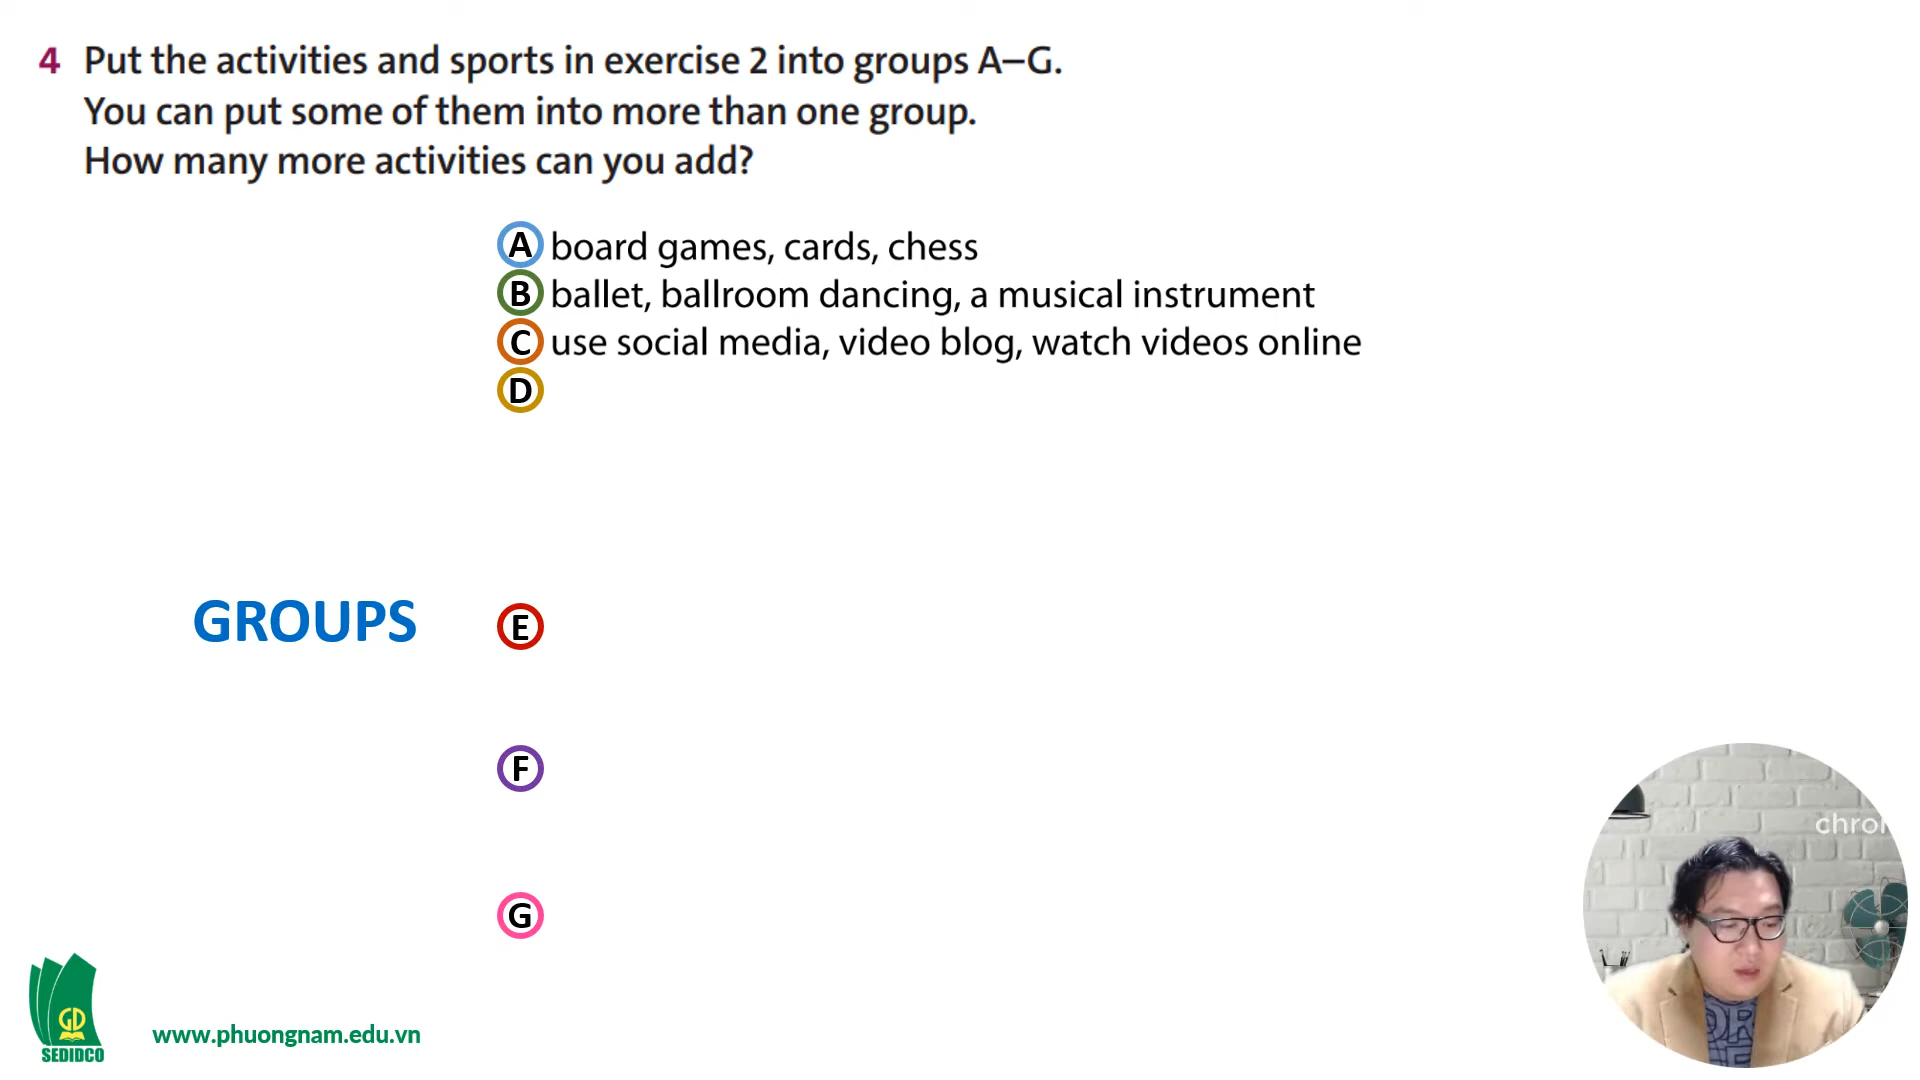 4 Put the activities and sports in exercise 2 into groups A–G.
You can put some of them into more than one group.
How many more activities can you add?
A board games, cards, chess
B ballet, ballroom dancing, a musical instrument
C use social media, video blog, watch videos online
D
GROUPS
E
F
G
GD
SEDIDCO
www.phuongnam.edu.vn